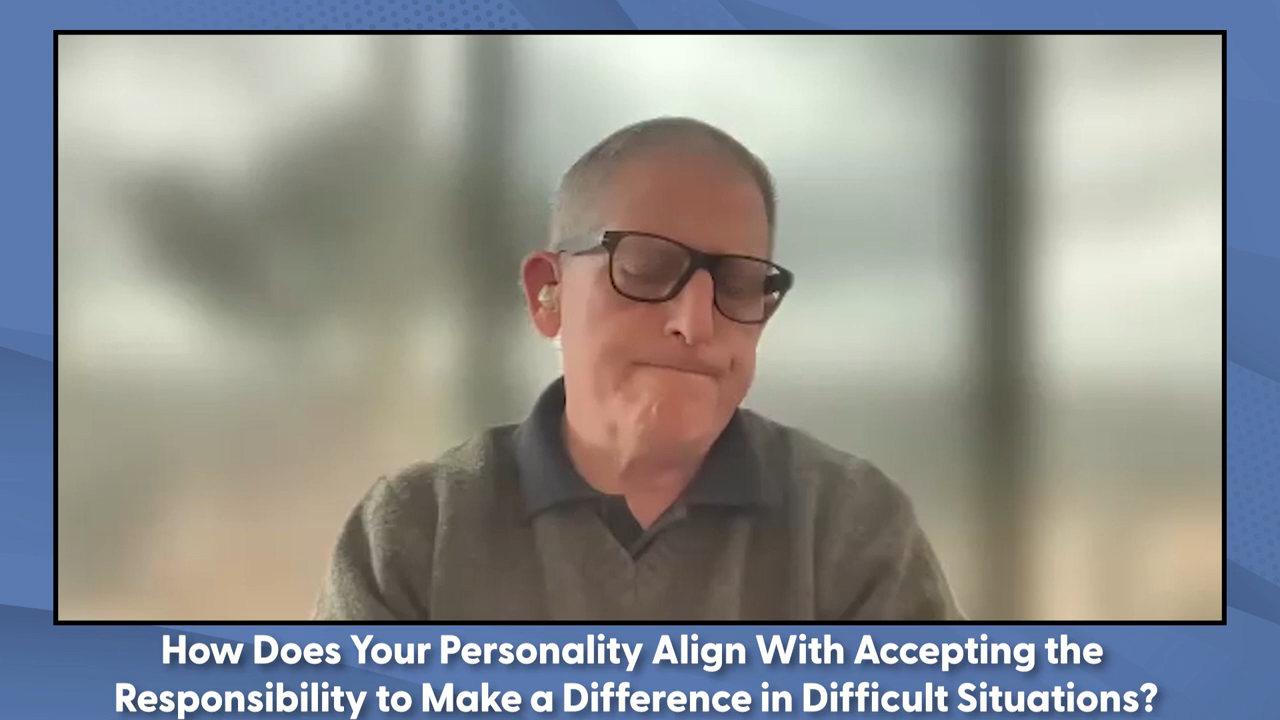 How Does Your Personality Align With Accepting the
Responsibility to Make a Difference in Difficult Situations?